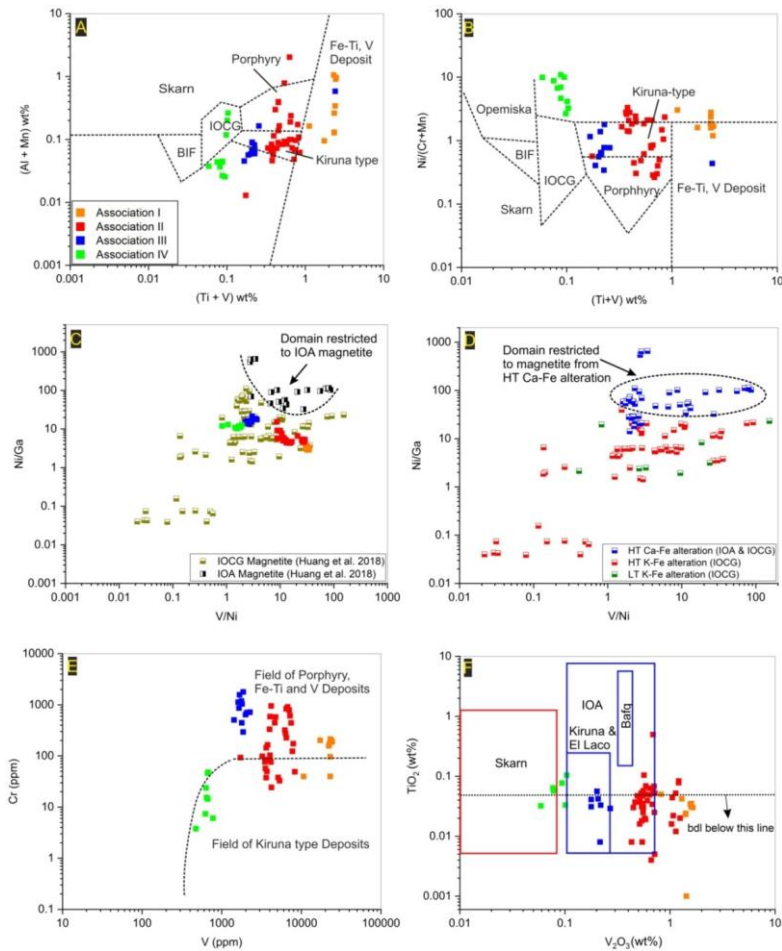 A
10
1
0.1
0.01
0.001
(Al + Mn) wt%
Skarn
Porphyry
Fe-Ti, V
Deposit
IOCG
BIF
Kiruna type
Association I
Association II
Association III
Association IV
0.001
0.01
0.1
1
10
(Ti + V) wt%
B
100
10
1
0.1
0.01
Ni/(Cr+Mn)
Kiruna-type
Opemiska
BIF
IOCG
Skarn
Porphhyry
Fe-Ti, V Deposit
0.01
0.1
1
10
(Ti+V) wt%
C
1000
100
10
1
0.1
0.01
0.001
Ni/Ga
Domain restricted
to IOA magnetite
IOCG Magnetite (Huang et al. 2018)
IOA Magnetite (Huang et al. 2018)
0.001
0.01
0.1
1
10
100
V/Ni
D
1000
100
10
1
0.1
0.01
Ni/Ga
Domain restricted
to magnetite from
HT Ca-Fe alteration
HT Ca-Fe alteration (IOA & IOCG)
HT K-Fe alteration (IOCG)
LT K-Fe alteration (IOCG)
0.01
0.1
1
10
100
V/Ni
E
10000
1000
100
10
1
0.1
Cr (ppm)
Field of Porphyry,
Fe-Ti and V Deposits
Field of Kiruna type Deposits
10
100
1000
10000
100000
V (ppm)
F
10
1
0.1
0.01
0.001
TiO2 (wt%)
Skarn
IOA
Kiruna &
El Laco
Bafq
bdl below this line
0.01
0.1
1
10
V2O3(wt%)